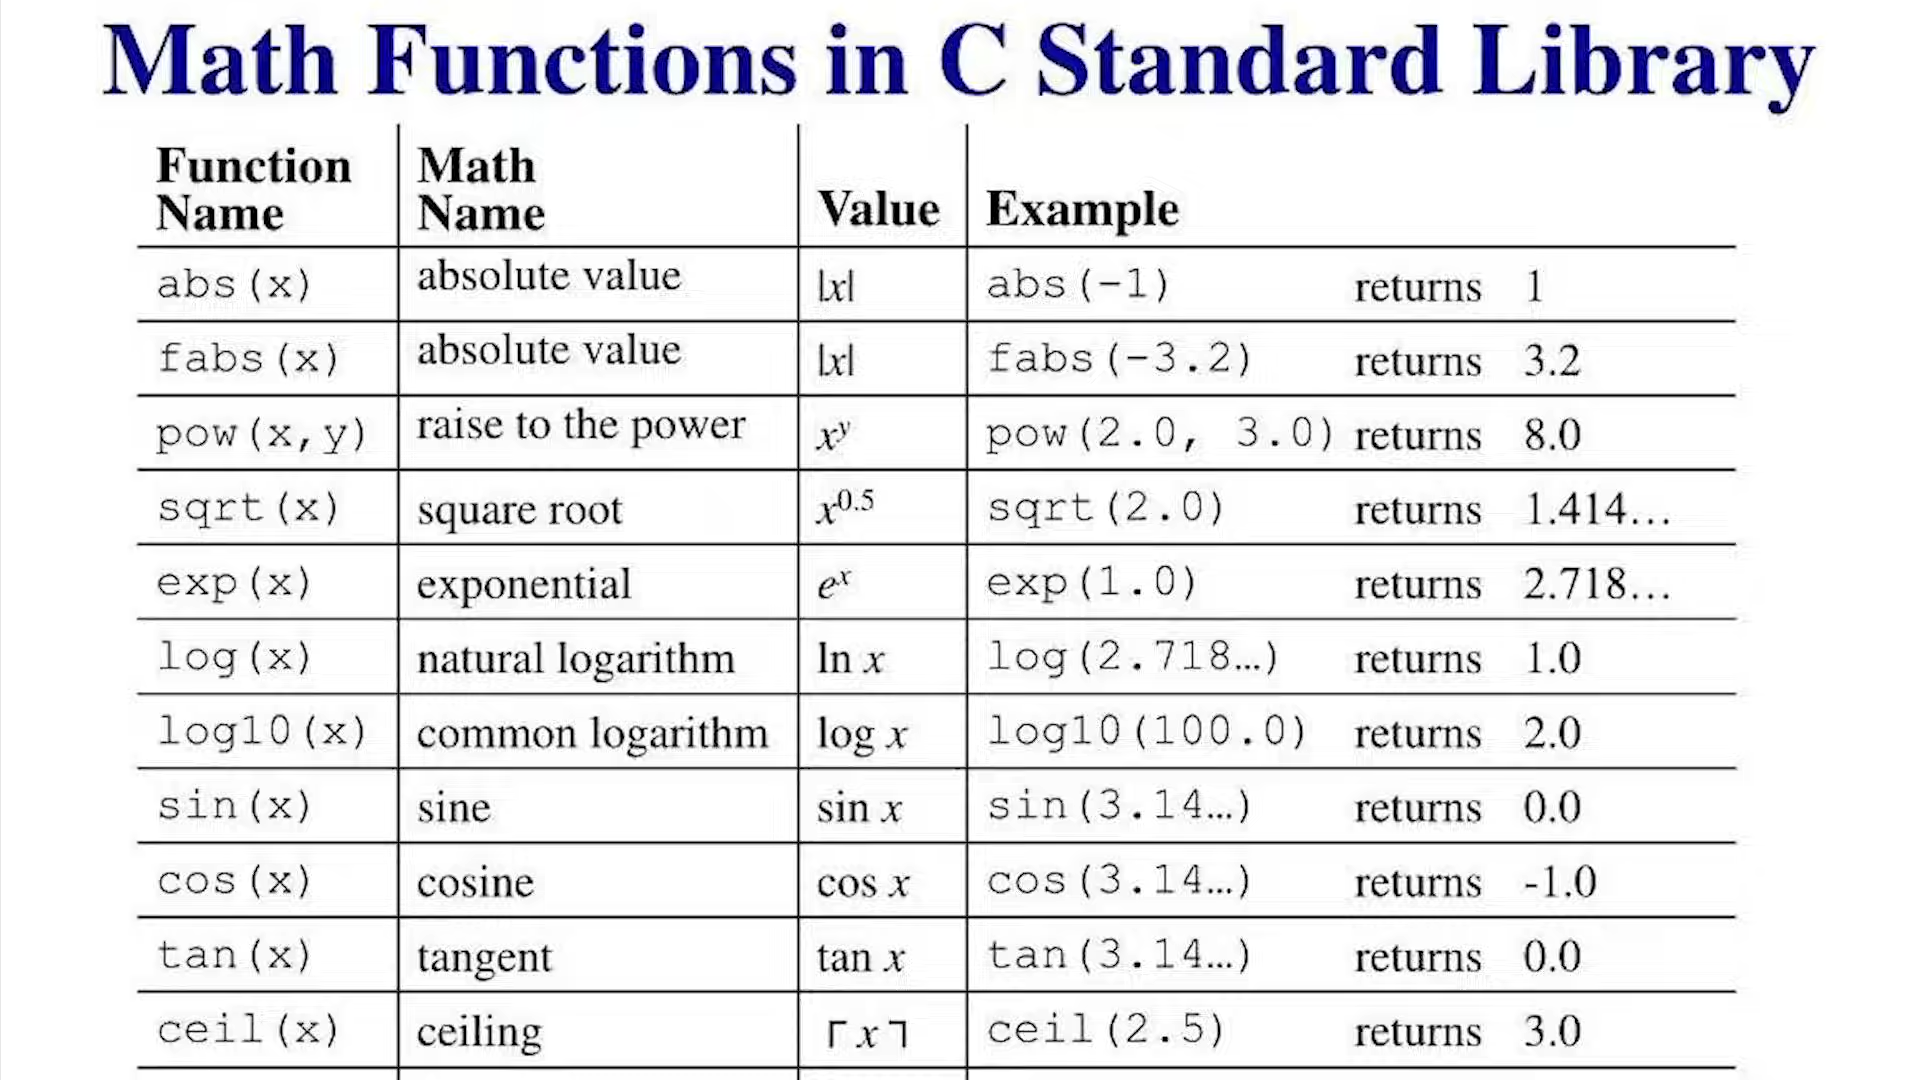 Math Functions in C Standard Library
Function Name | Math Name | Value | Example
abs(x) | absolute value | |x| | abs(-1) returns 1
fabs(x) | absolute value | |x| | fabs(-3.2) returns 3.2
pow(x,y) | raise to the power | xʸ | pow(2.0, 3.0) returns 8.0
sqrt(x) | square root | x⁰·⁵ | sqrt(2.0) returns 1.414...
exp(x) | exponential | eˣ | exp(1.0) returns 2.718...
log(x) | natural logarithm | ln x | log(2.718…) returns 1.0
log10(x) | common logarithm | log x | log10(100.0) returns 2.0
sin(x) | sine | sin x | sin(3.14…) returns 0.0
cos(x) | cosine | cos x | cos(3.14…) returns -1.0
tan(x) | tangent | tan x | tan(3.14…) returns 0.0
ceil(x) | ceiling | ⌈x⌉ | ceil(2.5) returns 3.0